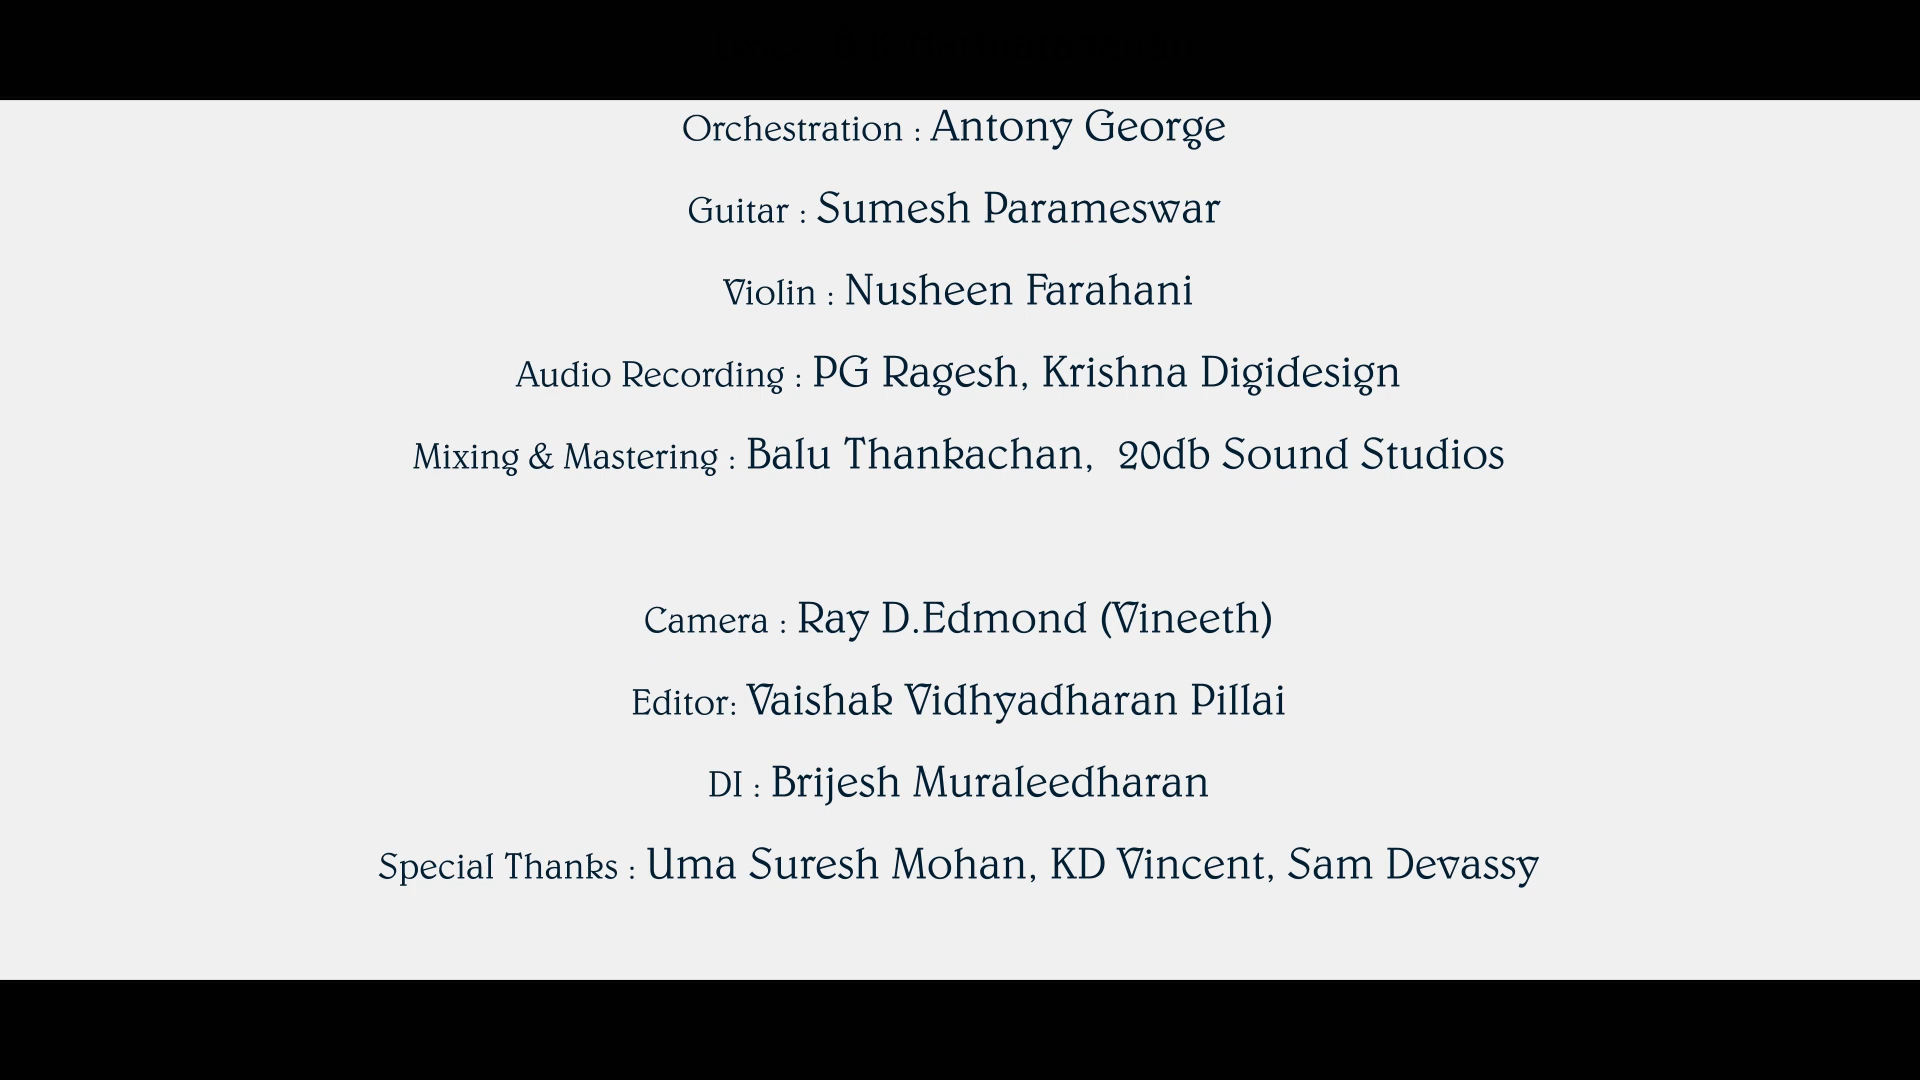 Orchestration : Antony George
Guitar : Sumesh Parameswar
Violin : Nusheen Farahani
Audio Recording : PG Ragesh, Krishna Digidesign
Mixing & Mastering : Balu Thankachan,  20db Sound Studios
Camera : Ray D.Edmond (Vineeth)
Editor: Vaishak Vidhyadharan Pillai
DI : Brijesh Muraleedharan
Special Thanks : Uma Suresh Mohan, KD Vincent, Sam Devassy